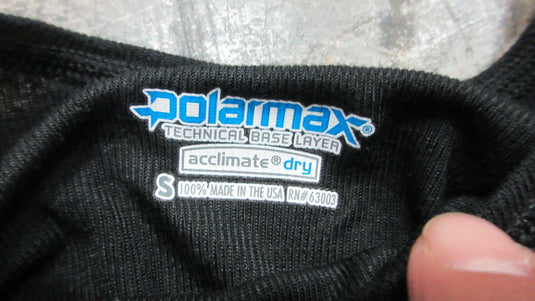 polarmax®
TECHNICAL BASE LAYER
acclimate® dry
S 100% MADE IN THE USA RN# 63003